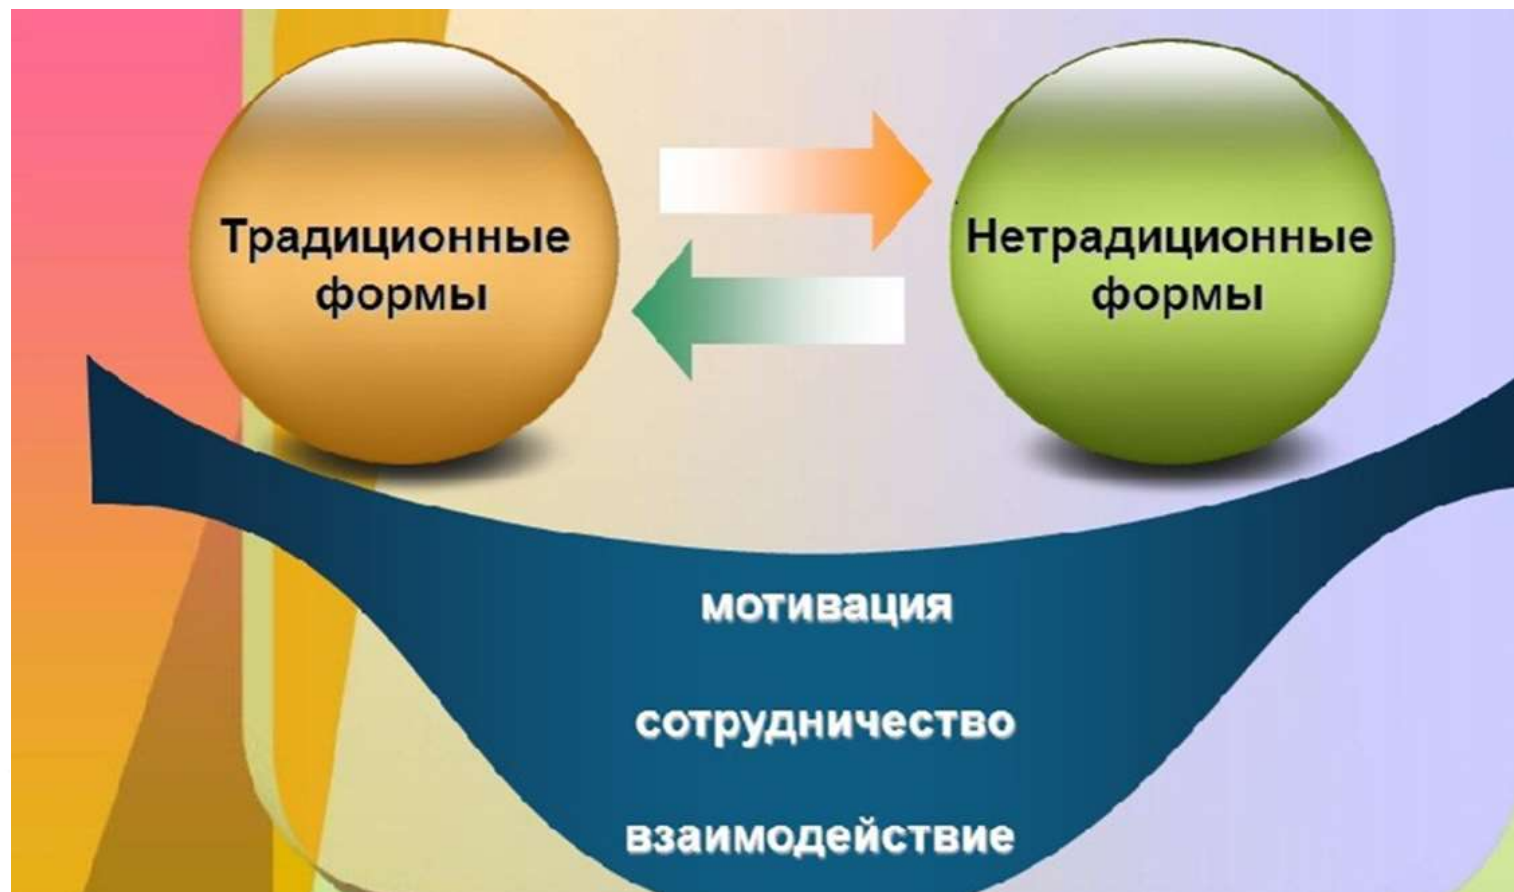 Традиционные
формы
Нетрадиционные
формы
мотивация
сотрудничество
взаимодействие